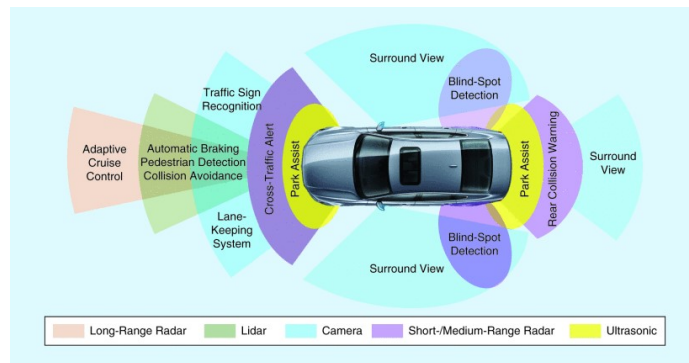 Surround View
Blind-Spot
Detection
Traffic Sign
Recognition
Adaptive
Cruise
Control
Automatic Braking
Pedestrian Detection
Collision Avoidance
Cross-Traffic Alert
Park Assist
Park Assist
Rear Collision Warning
Surround
View
Lane-
Keeping
System
Blind-Spot
Detection
Surround View
Long-Range Radar
Lidar
Camera
Short-/Medium-Range Radar
Ultrasonic